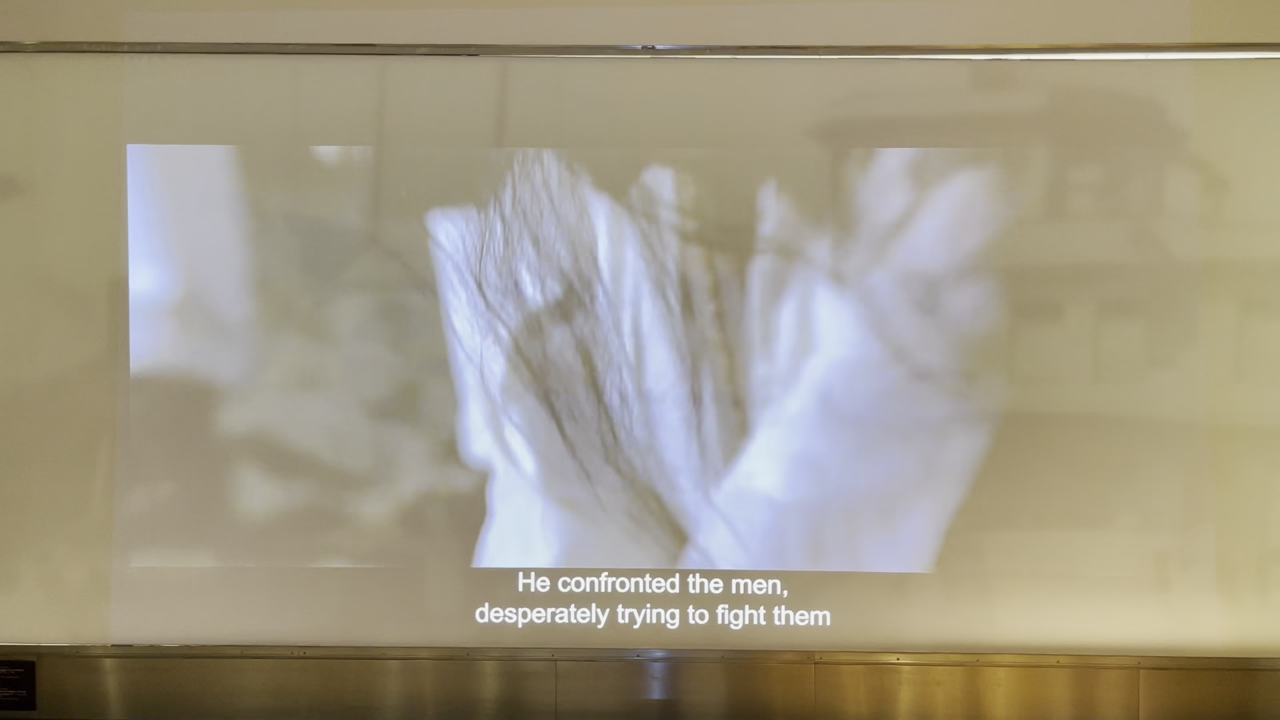 He confronted the men,
desperately trying to fight them